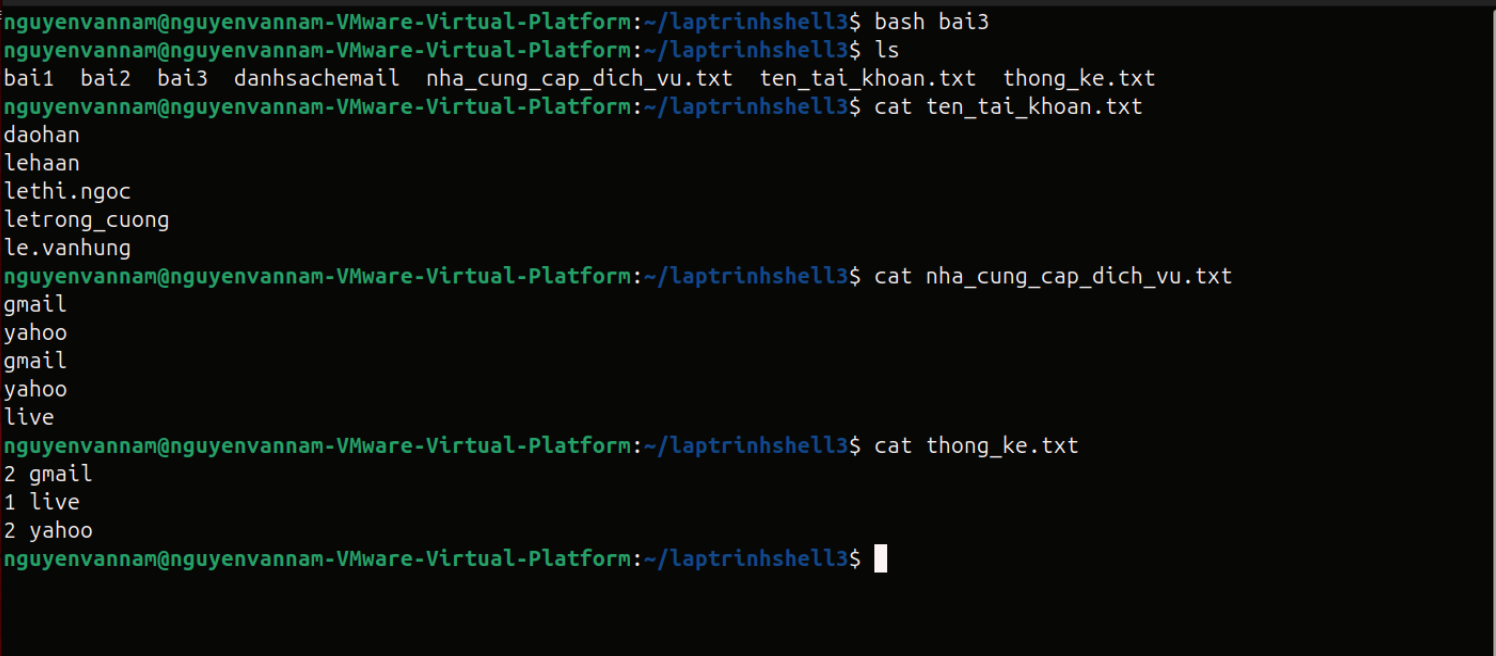 nguyenvannam@nguyenvannam-VMware-Virtual-Platform:~/laptrinhshell3$ bash bai3
nguyenvannam@nguyenvannam-VMware-Virtual-Platform:~/laptrinhshell3$ ls
bai1  bai2  bai3  danhsachemail  nha_cung_cap_dich_vu.txt  ten_tai_khoan.txt  thong_ke.txt
nguyenvannam@nguyenvannam-VMware-Virtual-Platform:~/laptrinhshell3$ cat ten_tai_khoan.txt
daohan
lehaan
lethi.ngoc
letrong_cuong
le.vanhung
nguyenvannam@nguyenvannam-VMware-Virtual-Platform:~/laptrinhshell3$ cat nha_cung_cap_dich_vu.txt
gmail
yahoo
gmail
yahoo
live
nguyenvannam@nguyenvannam-VMware-Virtual-Platform:~/laptrinhshell3$ cat thong_ke.txt
2 gmail
1 live
2 yahoo
nguyenvannam@nguyenvannam-VMware-Virtual-Platform:~/laptrinhshell3$